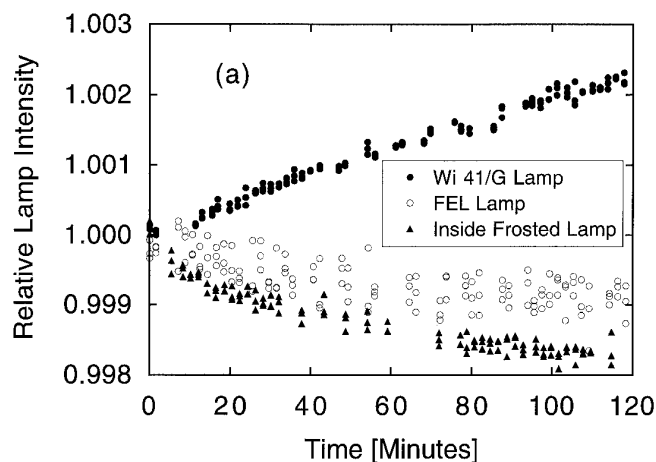 1.003
(a)
1.002
1.001
Wi 41/G Lamp
FEL Lamp
1.000
Inside Frosted Lamp
0.999
0.998
Relative Lamp Intensity
0 20 40 60 80 100 120
Time [Minutes]